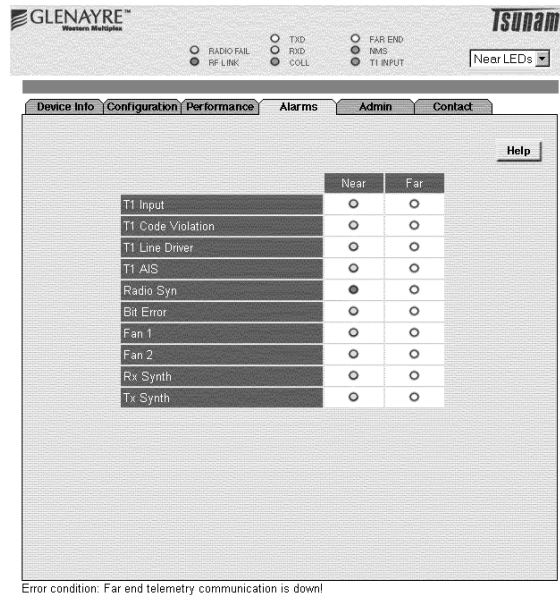 GLENAYRE™
Western Multiplex
Tsunami
TXD
FAR END
RADIO FAIL
RXD
NMS
RF LINK
COLL
T1 INPUT
Near LEDs
Device Info
Configuration
Performance
Alarms
Admin
Contact
Help
Near
Far
T1 Input
T1 Code Violation
T1 Line Driver
T1 AIS
Radio Syn
Bit Error
Fan 1
Fan 2
Rx Synth
Tx Synth
Error condition: Far end telemetry communication is down!